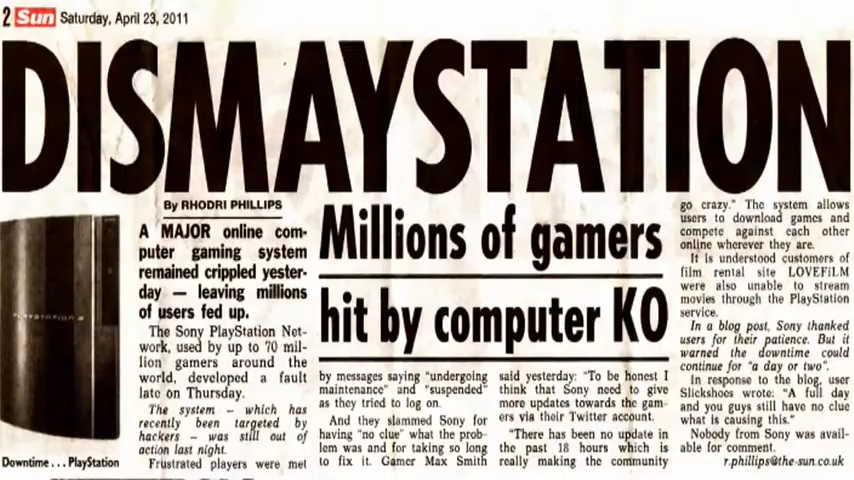 2 Sun Saturday, April 23, 2011
DISMAYSTATION
By RHODRI PHILLIPS
A MAJOR online com-
puter gaming system
remained crippled yester-
day — leaving millions
of users fed up.
The Sony PlayStation Net-
work, used by up to 70 mil-
lion gamers around the
world, developed a fault
late on Thursday.
The system – which has
recently been targeted by
hackers – was still out of
action last night.
Frustrated players were met
PLAYSTATION 3
Downtime . . . PlayStation
Millions of gamers
hit by computer KO
by messages saying "undergoing
maintenance" and "suspended"
as they tried to log on.
And they slammed Sony for
having "no clue" what the prob-
lem was and for taking so long
to fix it. Gamer Max Smith
said yesterday: "To be honest I
think that Sony need to give
more updates towards the gam-
ers via their Twitter account.
"There has been no update in
the past 18 hours which is
really making the community
go crazy." The system allows
users to download games and
compete against each other
online wherever they are.
It is understood customers of
film rental site LOVEFiLM
were also unable to stream
movies through the PlayStation
service.
In a blog post, Sony thanked
users for their patience. But it
warned the downtime could
continue for "a day or two".
In response to the blog, user
Slickshoes wrote: "A full day
and you guys still have no clue
what is causing this."
Nobody from Sony was avail-
able for comment.
r.phillips@the-sun.co.uk